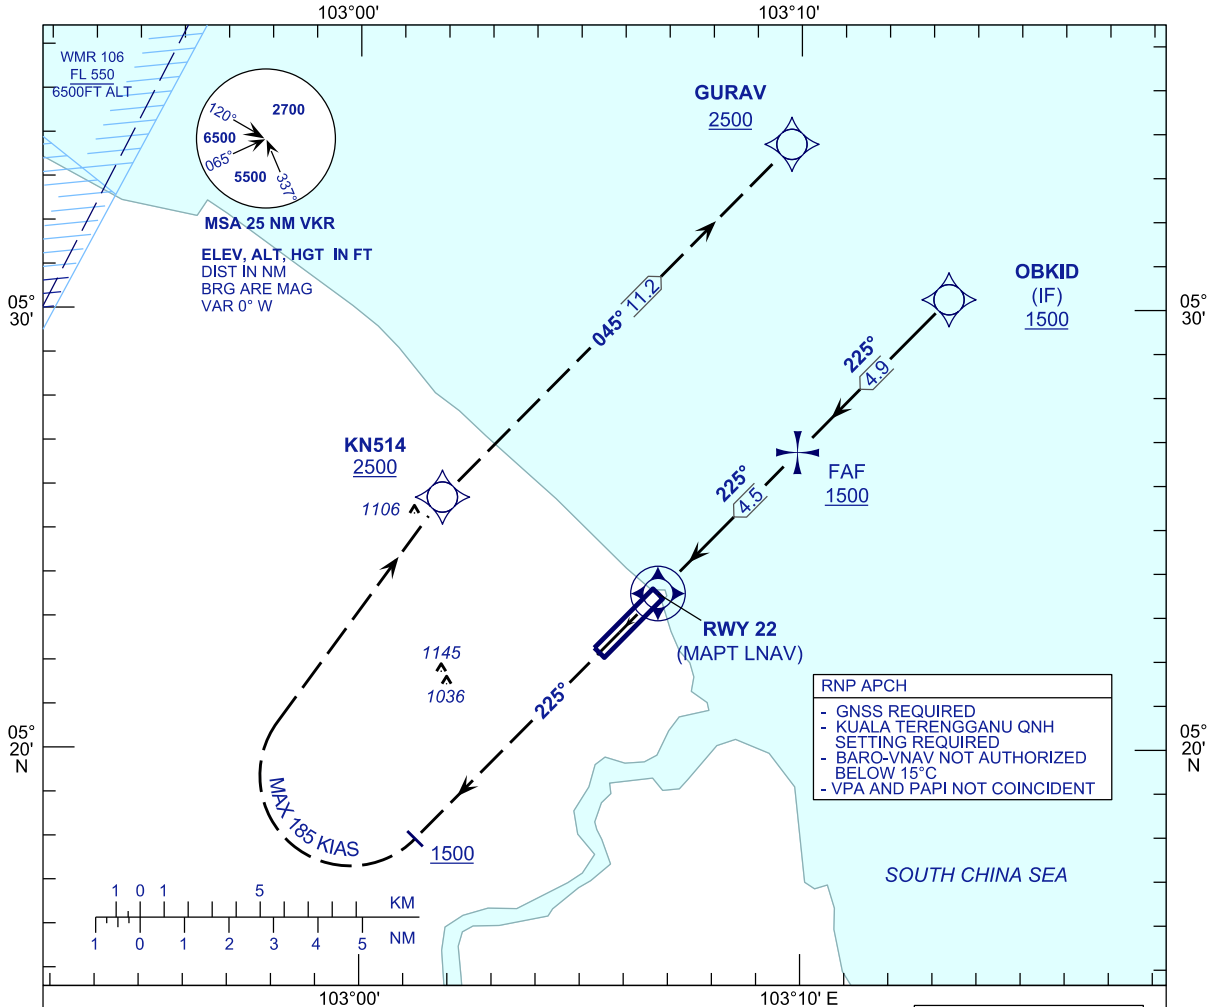 103°00'
103°10'
WMR 106
FL 550
6500FT ALT
120°
2700
6500
065°
5500
337°
MSA 25 NM VKR
ELEV, ALT, HGT IN FT
DIST IN NM
BRG ARE MAG
VAR 0° W
GURAV
2500
OBKID
(IF)
1500
05°
30'
05°
30'
045° 11.2
225°
4.9
KN514
2500
1106
FAF
1500
225°
4.5
RWY 22
(MAPT LNAV)
1145
1036
225°
RNP APCH
- GNSS REQUIRED
- KUALA TERENGGANU QNH
SETTING REQUIRED
- BARO-VNAV NOT AUTHORIZED
BELOW 15°C
- VPA AND PAPI NOT COINCIDENT
05°
20'
N
05°
20'
N
MAX 185 KIAS
1500
SOUTH CHINA SEA
1 0 1 5 KM
1 0 1 2 3 4 5 NM
103°00'
103°10' E